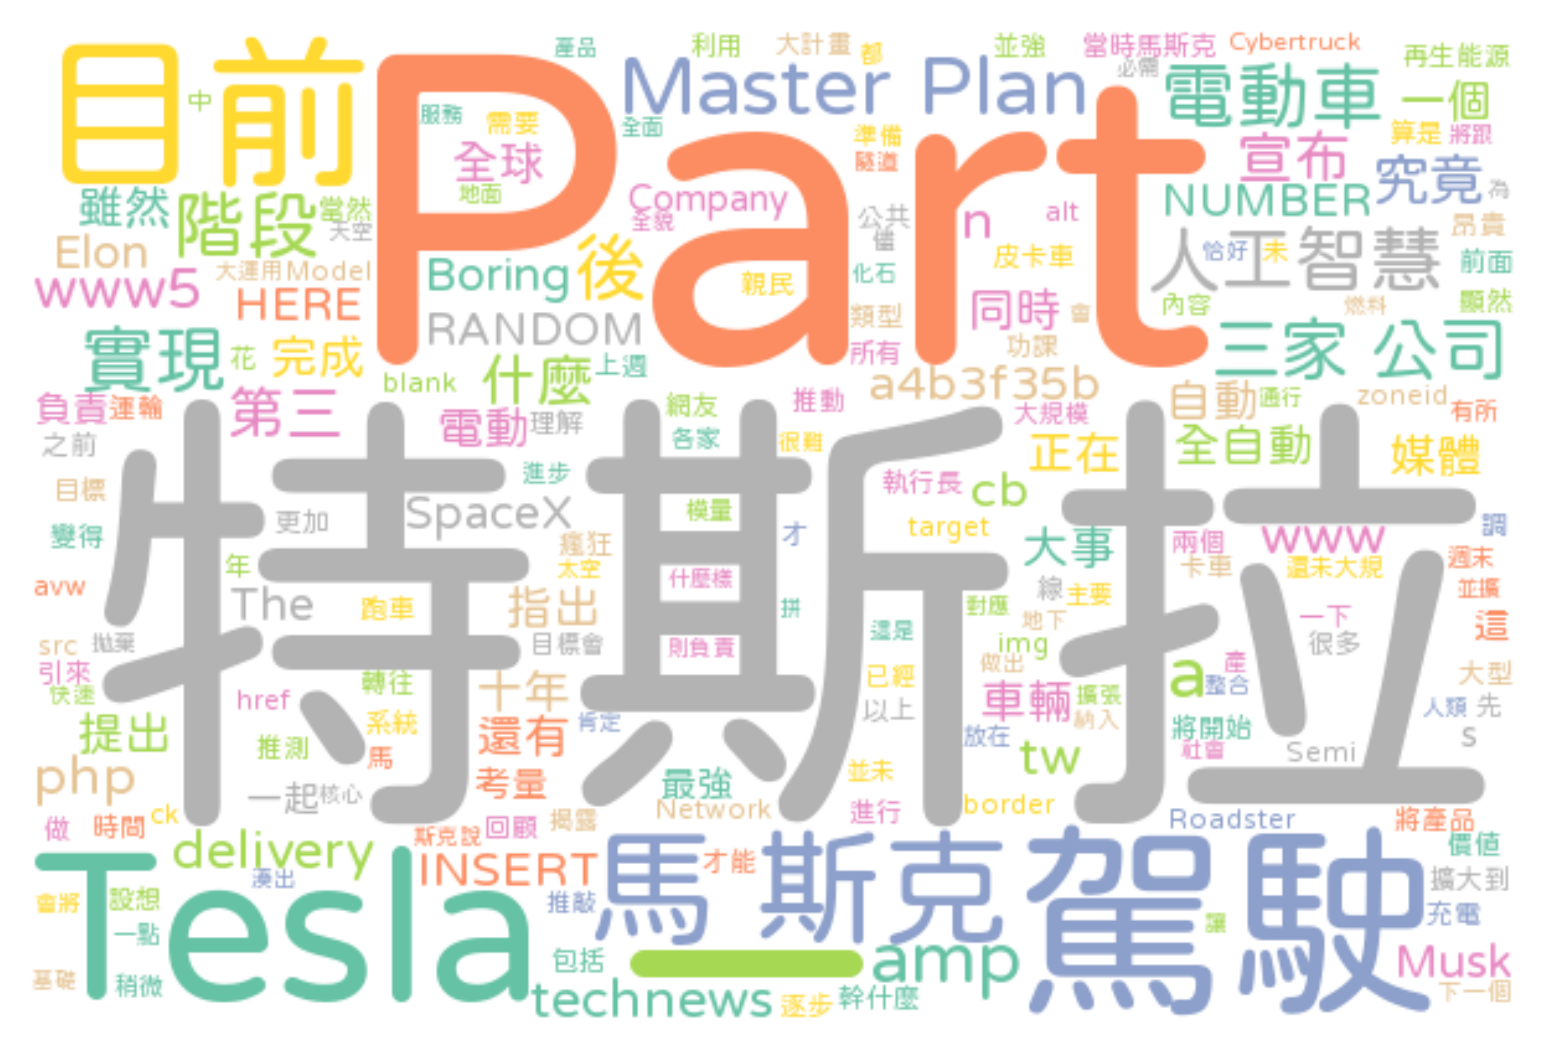 產品 利用 大計畫 都 並強 當時馬斯克 Cybertruck 再生能源
目前 中 Part Master Plan 必需 電動車 一個
服務 需要 全面 準備 算是 將跟
全球 隧道 宣布 究竟 為
雖然 階段 當然 地面 Company 公共 n alt NUMBER 昂貴
天空 全貌 儘
Elon 大運用 Model Boring 後 親民 化石 皮卡車 人工智慧 恰好 未 前面
www5 HERE RANDOM 類型 同時 會 內容 燃料 顯然
實現 花 完成 什麼 上週 所有 功課 三家 公司
blank a4b3f35b 自動 通行 zoneid 有所
負責 運輸 第三 電動 理解 網友 推動 大規模
之前 各家 很難 正在 全自動 媒體
特斯拉
目標 進步 執行長 cb
更加 SpaceX 模量 才 target 大事 兩個 www 調
變得 年 瘋狂 太空 什麼樣 卡車 還未大規 週末
avw The 跑車 指出 拼 對應 線 主要 並擴
地下 一下 這
src 拋棄 目標會 則負責 還是 img 很多
引來 快速 href 轉往 十年 已經 做出 車輛 擴張 a 產 整合 大型
提出 推測 系統 還有 肯定 以上 放在 納入 將開始 人類 先
馬 tw 社會 Semi s
php 一起 核心 考量 最強 並未
ck Network 進行 border Roadster 將產品
做 時間 斯克說 回顧 揭露 價值
Tesla delivery INSERT 馬 斯克 才能 駕駛 擴大到
會將 設想 湊出 推敲 讓 充電
一點 包括 一 amp Musk
基礎 稍微 technews 逐步 幹什麼 下一個